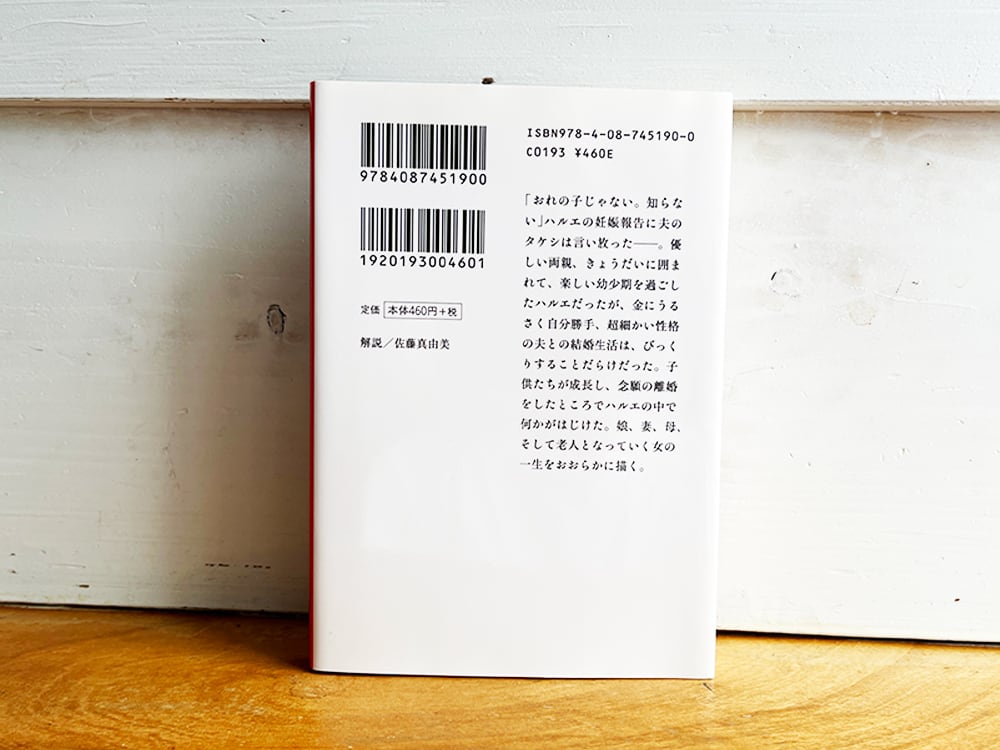 9784087451900
1920193004601
定価 本体460円+税
解説／佐藤真由美
ISBN978-4-08-745190-0
C0193 ¥460E
「おれの子じゃない。知らな
い」ハルエの妊娠報告に夫の
タケシは言い放った――。優
しい両親、きょうだいに囲ま
れて、楽しい幼少期を過ごし
たハルエだったが、金にうる
さく自分勝手、超細かい性格
の夫との結婚生活は、びっく
りすることだらけだった。子
供たちが成長し、念願の離婚
をしたところでハルエの中で
何かがはじけた。娘、妻、母、
そして老人となっていく女の
一生をおおらかに描く。